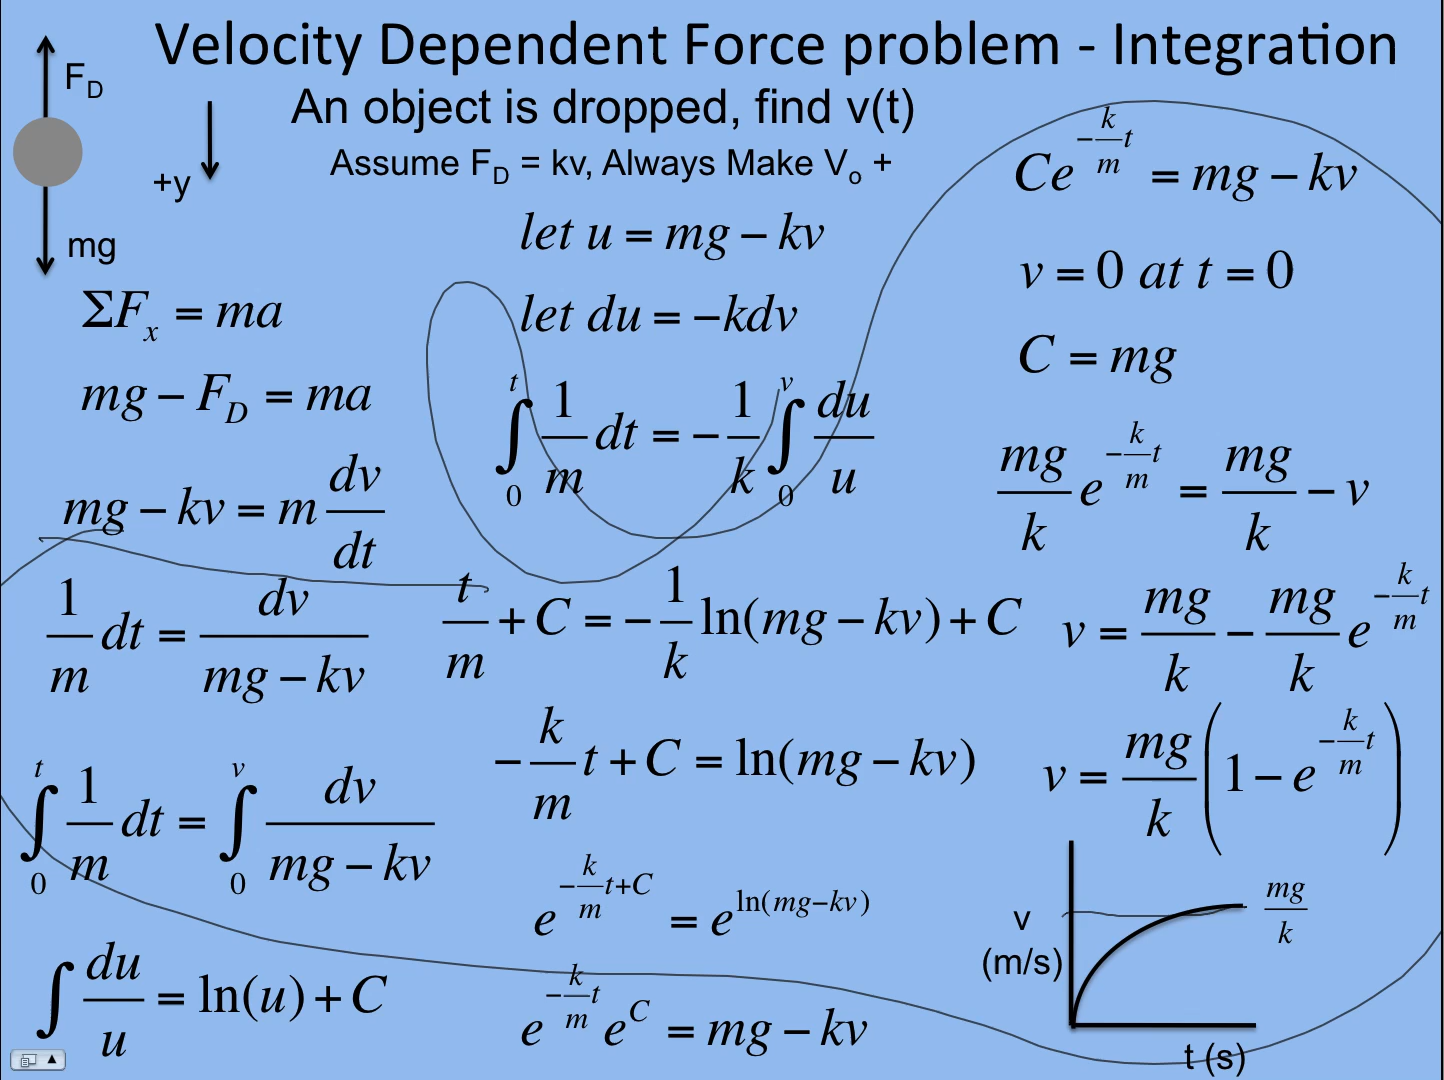 Velocity Dependent Force problem - Integration
F_D
An object is dropped, find v(t)
+y
Assume F_D = kv, Always Make V_o +
mg
ΣF_x = ma
mg − F_D = ma
mg − kv = m dv/dt
1/m dt = dv/(mg − kv)
∫_0^t 1/m dt = ∫_0^v dv/(mg − kv)
∫ du/u = ln(u) + C
let u = mg − kv
let du = −kdv
∫_0^t 1/m dt = −1/k ∫_0^v du/u
t/m + C = −1/k ln(mg − kv) + C
−k/m t + C = ln(mg − kv)
e^(−k/m t + C) = e^(ln(mg − kv))
e^(−k/m t) e^C = mg − kv
Ce^(−k/m t) = mg − kv
v = 0 at t = 0
C = mg
mg/k e^(−k/m t) = mg/k − v
v = mg/k − mg/k e^(−k/m t)
v = mg/k (1 − e^(−k/m t))
v
(m/s)
mg/k
t (s)